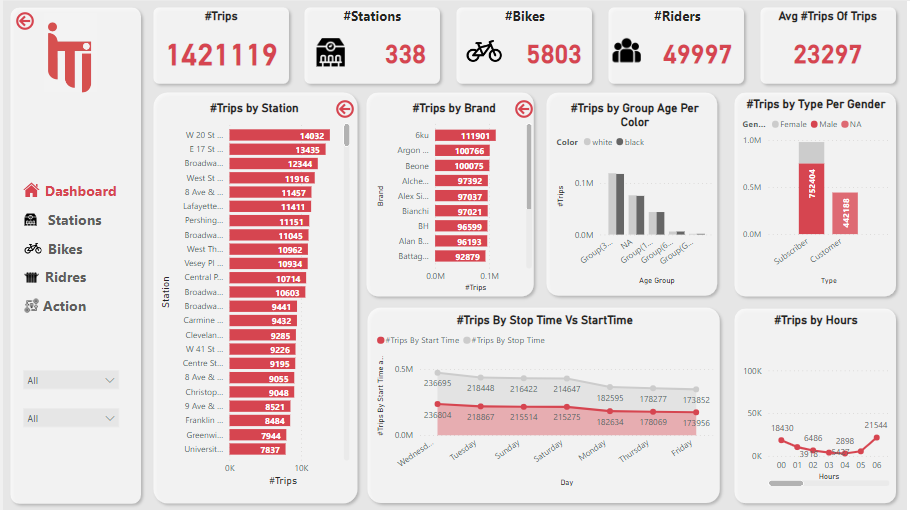 iTi
Dashboard
Stations
Bikes
Ridres
Action
All
All
#Trips
1421119
#Stations
338
#Bikes
5803
#Riders
49997
Avg #Trips Of Trips
23297
#Trips by Station
Station
W 20 St ... 14032
E 17 St ... 13435
Broadwa... 12344
West St ... 11916
8 Ave & ... 11457
Lafayette... 11411
Pershing... 11151
Broadwa... 11045
West Th... 10962
Vesey Pl ... 10934
Central P... 10714
Broadwa... 10603
Broadwa... 9441
Carmine ... 9432
Clevelan... 9285
W 41 St ... 9226
Centre St... 9195
8 Ave & ... 9055
Christop... 9048
9 Ave & ... 8521
Franklin ... 8484
Greenwi... 7944
Universit... 7837
0K 10K
#Trips
#Trips by Brand
Brand
6ku 111901
Argon ... 100766
Beone 100075
Alche... 97392
Alex Si... 97037
Bianchi 97021
BH 96599
Alan B... 96193
Battag... 92879
0.0M 0.1M
#Trips
#Trips by Group Age Per
Color
Color white black
#Trips
0.1M
0.0M
Group(3... NA Group(1... Group(6... Group(G...
Age Group
#Trips by Type Per Gender
Gen... Female Male NA
1.0M
0.5M
0.0M
752404
442188
Subscriber Customer
Type
#Trips By Stop Time Vs StartTime
#Trips By Start Time #Trips By Stop Time
#Trips By Start Time a..
0.5M
0.0M
236695 218448 216422 214647 182595 178277 173852
236804 218867 215514 215275 182634 178069 173956
Wednesd... Tuesday Sunday Saturday Monday Thursday Friday
Day
#Trips by Hours
100K
50K
0K
18430 6486 3916 2898 21544
00 01 02 03 04 05 06
Hours